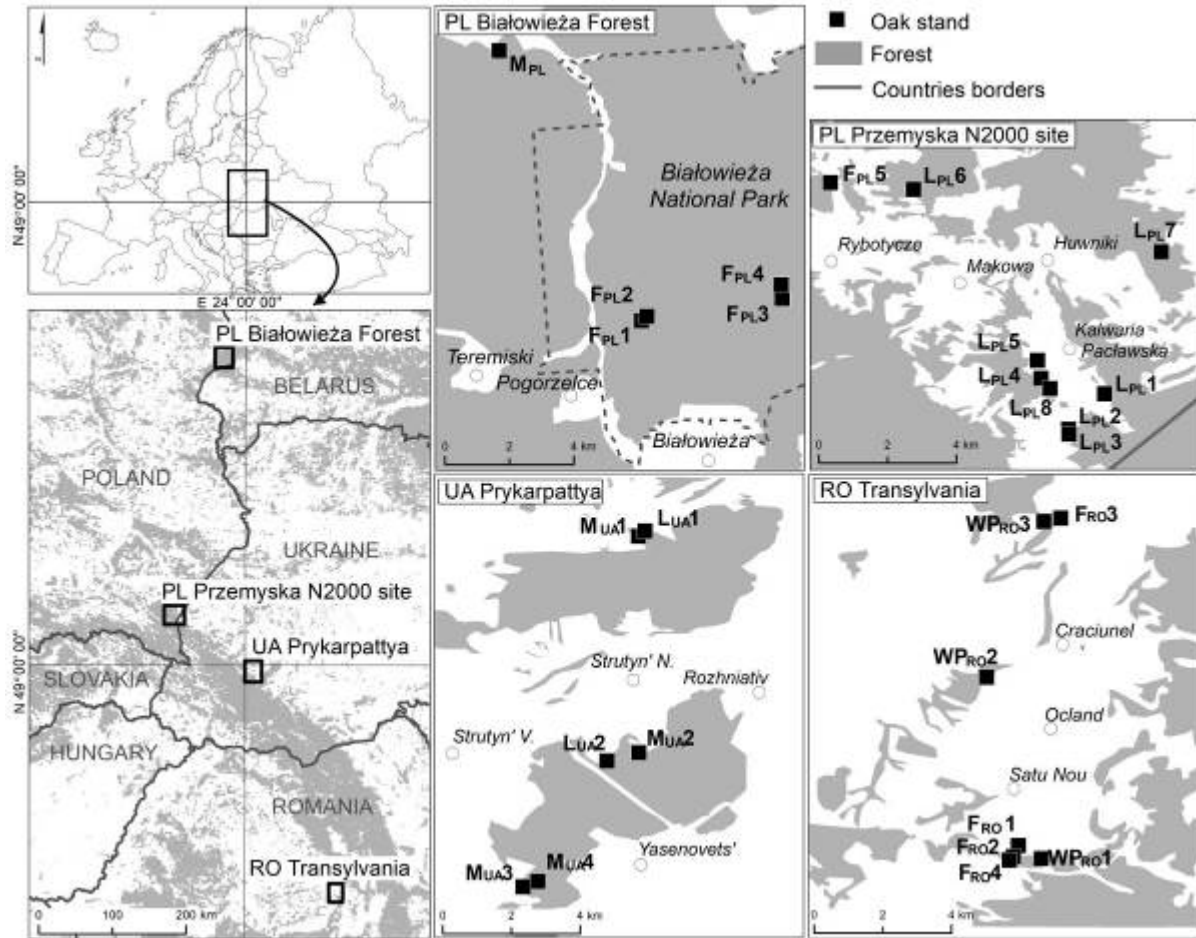 N 49° 00' 00"
E 24° 00' 00"
PL Białowieża Forest
BELARUS
POLAND
UKRAINE
PL Przemyska N2000 site
UA Prykarpattya
N 49° 00' 00"
SLOVAKIA
HUNGARY
ROMANIA
RO Transylvania
0 100 200 km
PL Białowieża Forest
MPL
Białowieża
National Park
FPL4
FPL2
FPL3
FPL1
Teremiski
Pogorzelce
Białowieża
0 2 4 km
Oak stand
Forest
Countries borders
PL Przemyska N2000 site
FPL5
LPL6
LPL7
Rybotycze
Huwniki
Makowa
Kalwaria
Pacławska
LPL5
LPL4
LPL1
LPL8
LPL2
LPL3
0 2 4 km
UA Prykarpattya
MUA1
LUA1
Strutyn' N.
Rozhniativ
Strutyn' V.
LUA2
MUA2
Yasenovets'
MUA4
MUA3
0 2 4 km
RO Transylvania
WPRO3
FRO3
Craciunel
WPRO2
Ocland
Satu Nou
FRO1
FRO2
WPRO1
FRO4
0 2 4 km